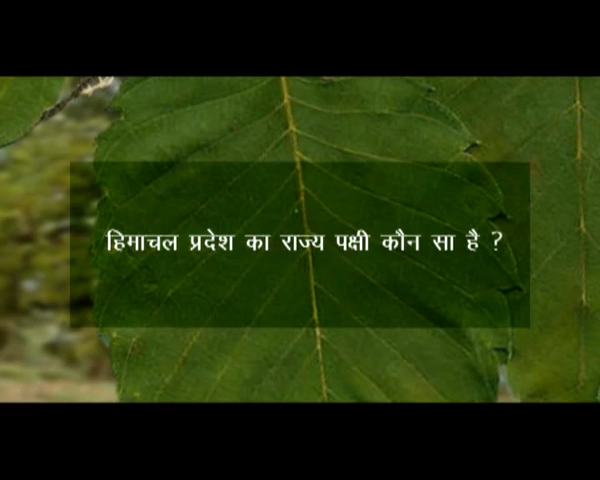 हिमाचल प्रदेश का राज्य पक्षी कौन सा है ?